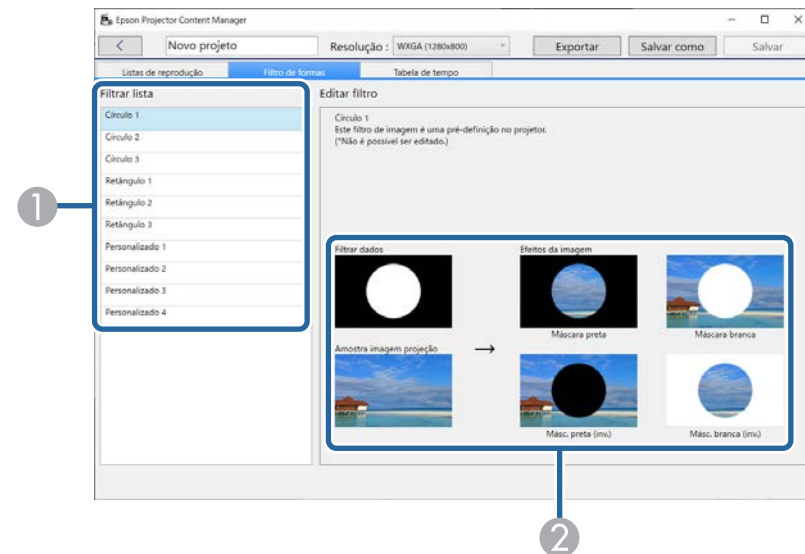 Epson Projector Content Manager
Novo projeto
Resolução :
WXGA (1280x800)
Exportar
Salvar como
Salvar
Listas de reprodução
Filtro de formas
Tabela de tempo
Filtrar lista
Círculo 1
Círculo 2
Círculo 3
Retângulo 1
Retângulo 2
Retângulo 3
Personalizado 1
Personalizado 2
Personalizado 3
Personalizado 4
Editar filtro
Círculo 1
Este filtro de imagem é uma pré-definição no projetor.
(*Não é possível ser editado.)
Filtrar dados
Amostra imagem projeção
→
Efeitos da imagem
Máscara preta
Máscara branca
Másc. preta (inv.)
Másc. branca (inv.)
1
2